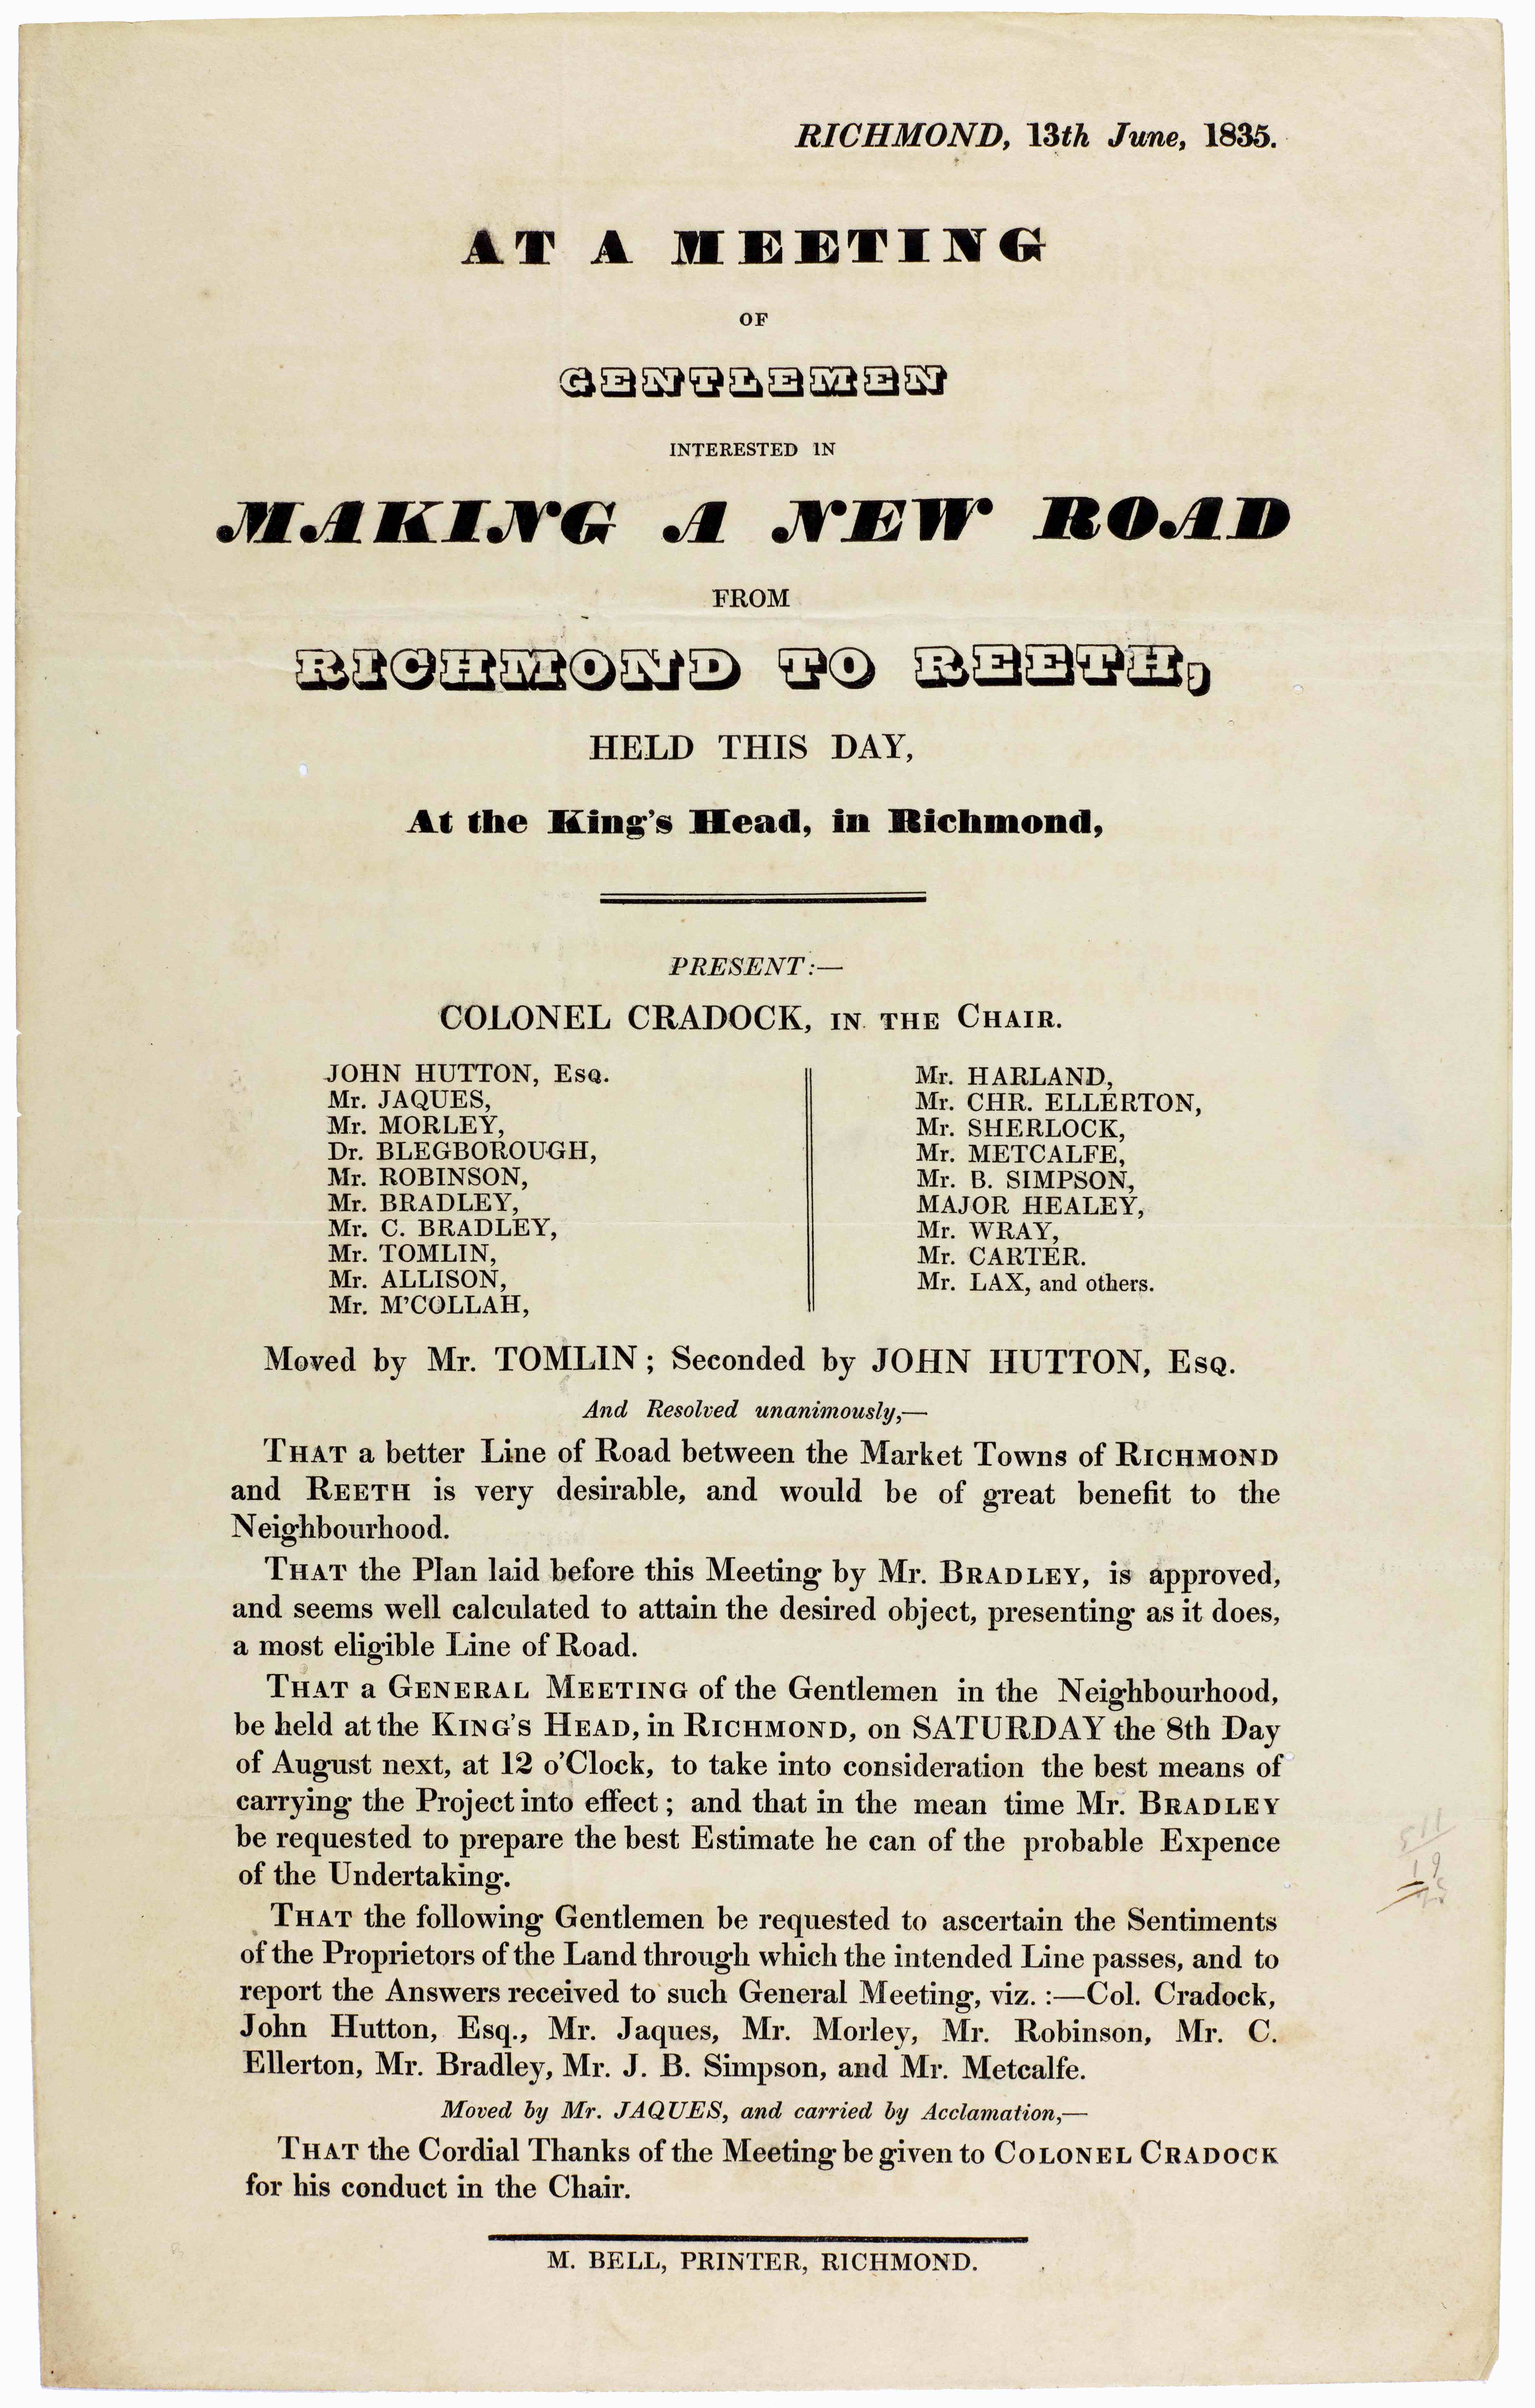 RICHMOND, 13th June, 1835.
AT A MEETING
OF
GENTLEMEN
INTERESTED IN
MAKING A NEW ROAD
FROM
RICHMOND TO REETH,
HELD THIS DAY,
At the King's Head, in Richmond,
PRESENT:—
COLONEL CRADOCK, IN THE CHAIR.
JOHN HUTTON, ESQ.
Mr. JAQUES,
Mr. MORLEY,
Dr. BLEGBOROUGH,
Mr. ROBINSON,
Mr. BRADLEY,
Mr. C. BRADLEY,
Mr. TOMLIN,
Mr. ALLISON,
Mr. M'COLLAH,
Mr. HARLAND,
Mr. CHR. ELLERTON,
Mr. SHERLOCK,
Mr. METCALFE,
Mr. B. SIMPSON,
MAJOR HEALEY,
Mr. WRAY,
Mr. CARTER.
Mr. LAX, and others.
Moved by Mr. TOMLIN; Seconded by JOHN HUTTON, ESQ.
And Resolved unanimously,—
THAT a better Line of Road between the Market Towns of RICHMOND
and REETH is very desirable, and would be of great benefit to the
Neighbourhood.
THAT the Plan laid before this Meeting by Mr. BRADLEY, is approved,
and seems well calculated to attain the desired object, presenting as it does,
a most eligible Line of Road.
THAT a GENERAL MEETING of the Gentlemen in the Neighbourhood,
be held at the KING'S HEAD, in RICHMOND, on SATURDAY the 8th Day
of August next, at 12 o'Clock, to take into consideration the best means of
carrying the Project into effect; and that in the mean time Mr. BRADLEY
be requested to prepare the best Estimate he can of the probable Expence
of the Undertaking.
THAT the following Gentlemen be requested to ascertain the Sentiments
of the Proprietors of the Land through which the intended Line passes, and to
report the Answers received to such General Meeting, viz. :—Col. Cradock,
John Hutton, Esq., Mr. Jaques, Mr. Morley, Mr. Robinson, Mr. C.
Ellerton, Mr. Bradley, Mr. J. B. Simpson, and Mr. Metcalfe.
Moved by Mr. JAQUES, and carried by Acclamation,—
THAT the Cordial Thanks of the Meeting be given to COLONEL CRADOCK
for his conduct in the Chair.
M. BELL, PRINTER, RICHMOND.